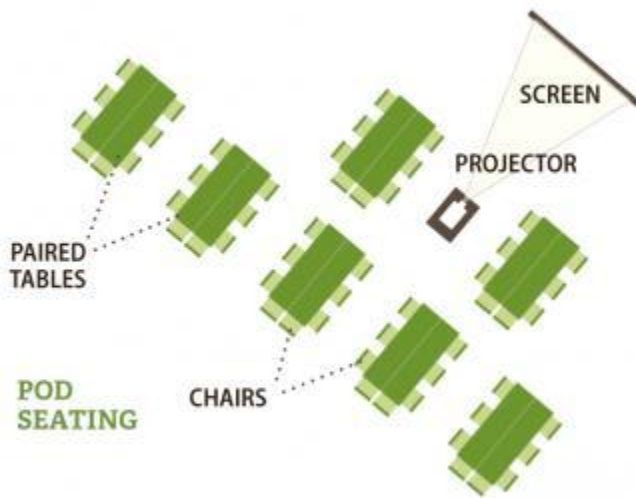 SCREEN
PROJECTOR
PAIRED
TABLES
CHAIRS
POD
SEATING